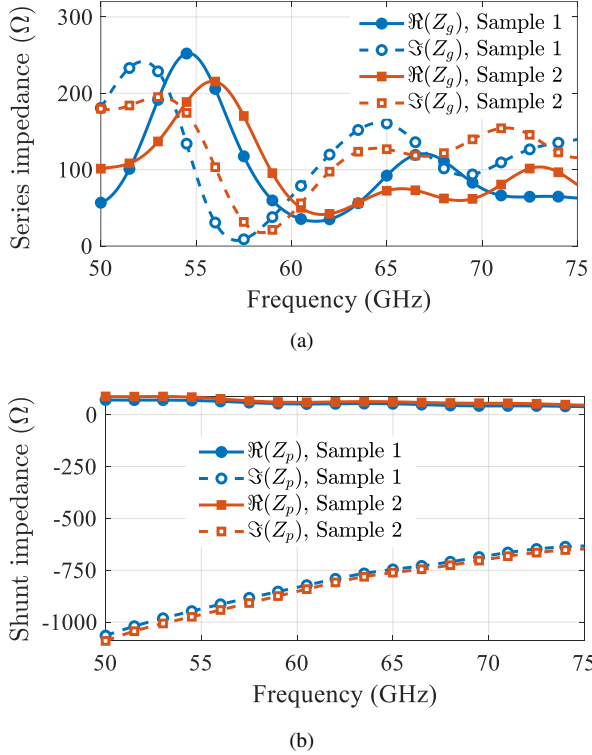 Series impedance (Ω)
300
200
100
0
ℜ(Z_g), Sample 1
ℑ(Z_g), Sample 1
ℜ(Z_g), Sample 2
ℑ(Z_g), Sample 2
50 55 60 65 70 75
Frequency (GHz)
(a)
Shunt impedance (Ω)
0
-250
-500
-750
-1000
ℜ(Z_p), Sample 1
ℑ(Z_p), Sample 1
ℜ(Z_p), Sample 2
ℑ(Z_p), Sample 2
50 55 60 65 70 75
Frequency (GHz)
(b)